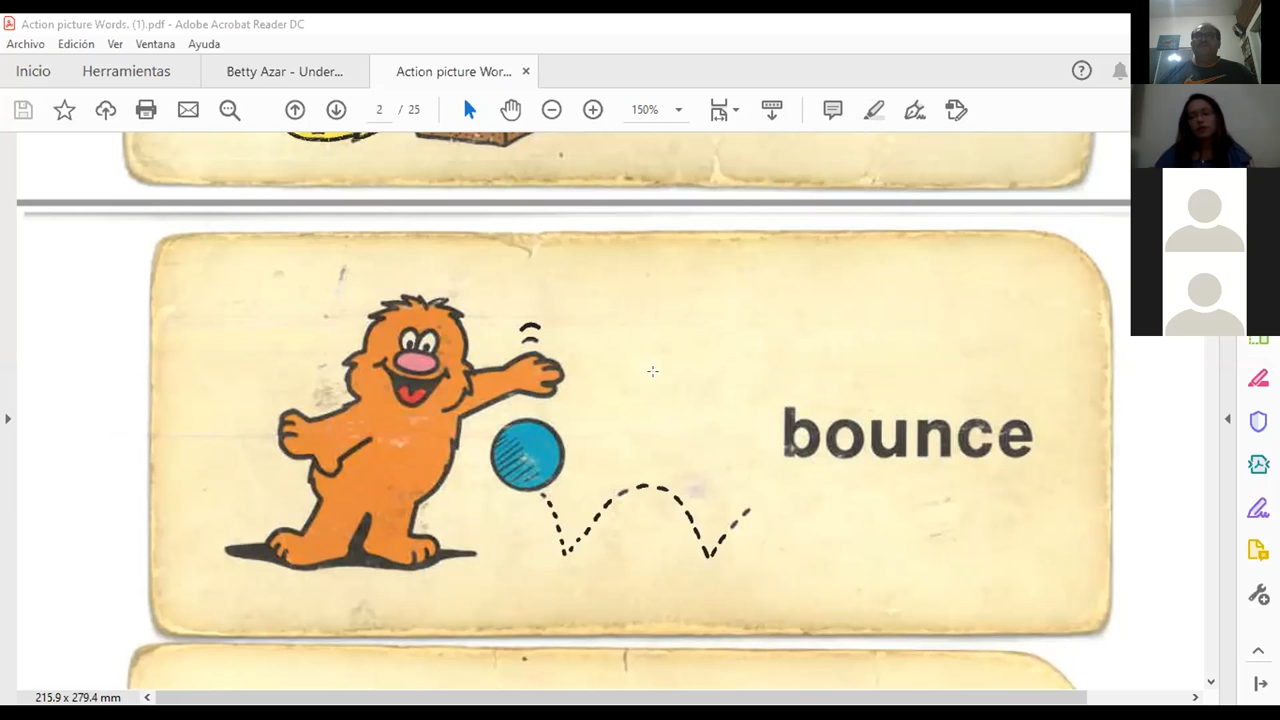 Action picture Words. (1).pdf - Adobe Acrobat Reader DC
Archivo Edición Ver Ventana Ayuda
Inicio Herramientas Betty Azar - Under... Action picture Wor... ×
2 / 25 150%
bounce
215.9 x 279.4 mm